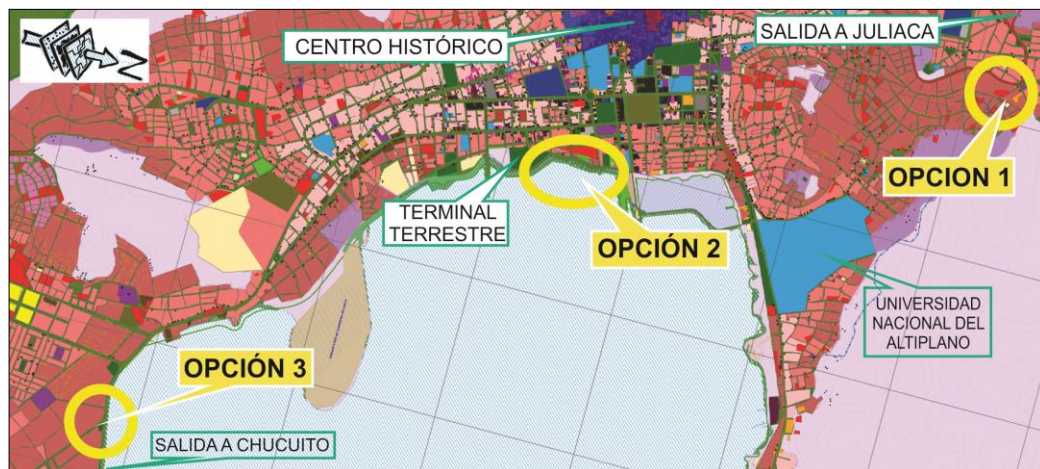 CENTRO HISTÓRICO
SALIDA A JULIACA
OPCION 1
TERMINAL
TERRESTRE
OPCIÓN 2
UNIVERSIDAD
NACIONAL DEL
ALTIPLANO
OPCIÓN 3
SALIDA A CHUCUITO